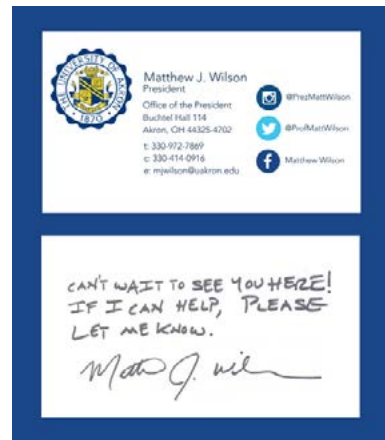 THE UNIVERSITY OF AKRON
1870
Matthew J. Wilson
President
Office of the President
Buchtel Hall 114
Akron, OH 44325-4702
t: 330-972-7869
c: 330-414-0916
e: mjwilson@uakron.edu
@PrezMattWilson
@ProfMattWilson
Matthew Wilson
CAN'T WAIT TO SEE YOU HERE!
IF I CAN HELP, PLEASE
LET ME KNOW.
Matthew J. Wilson